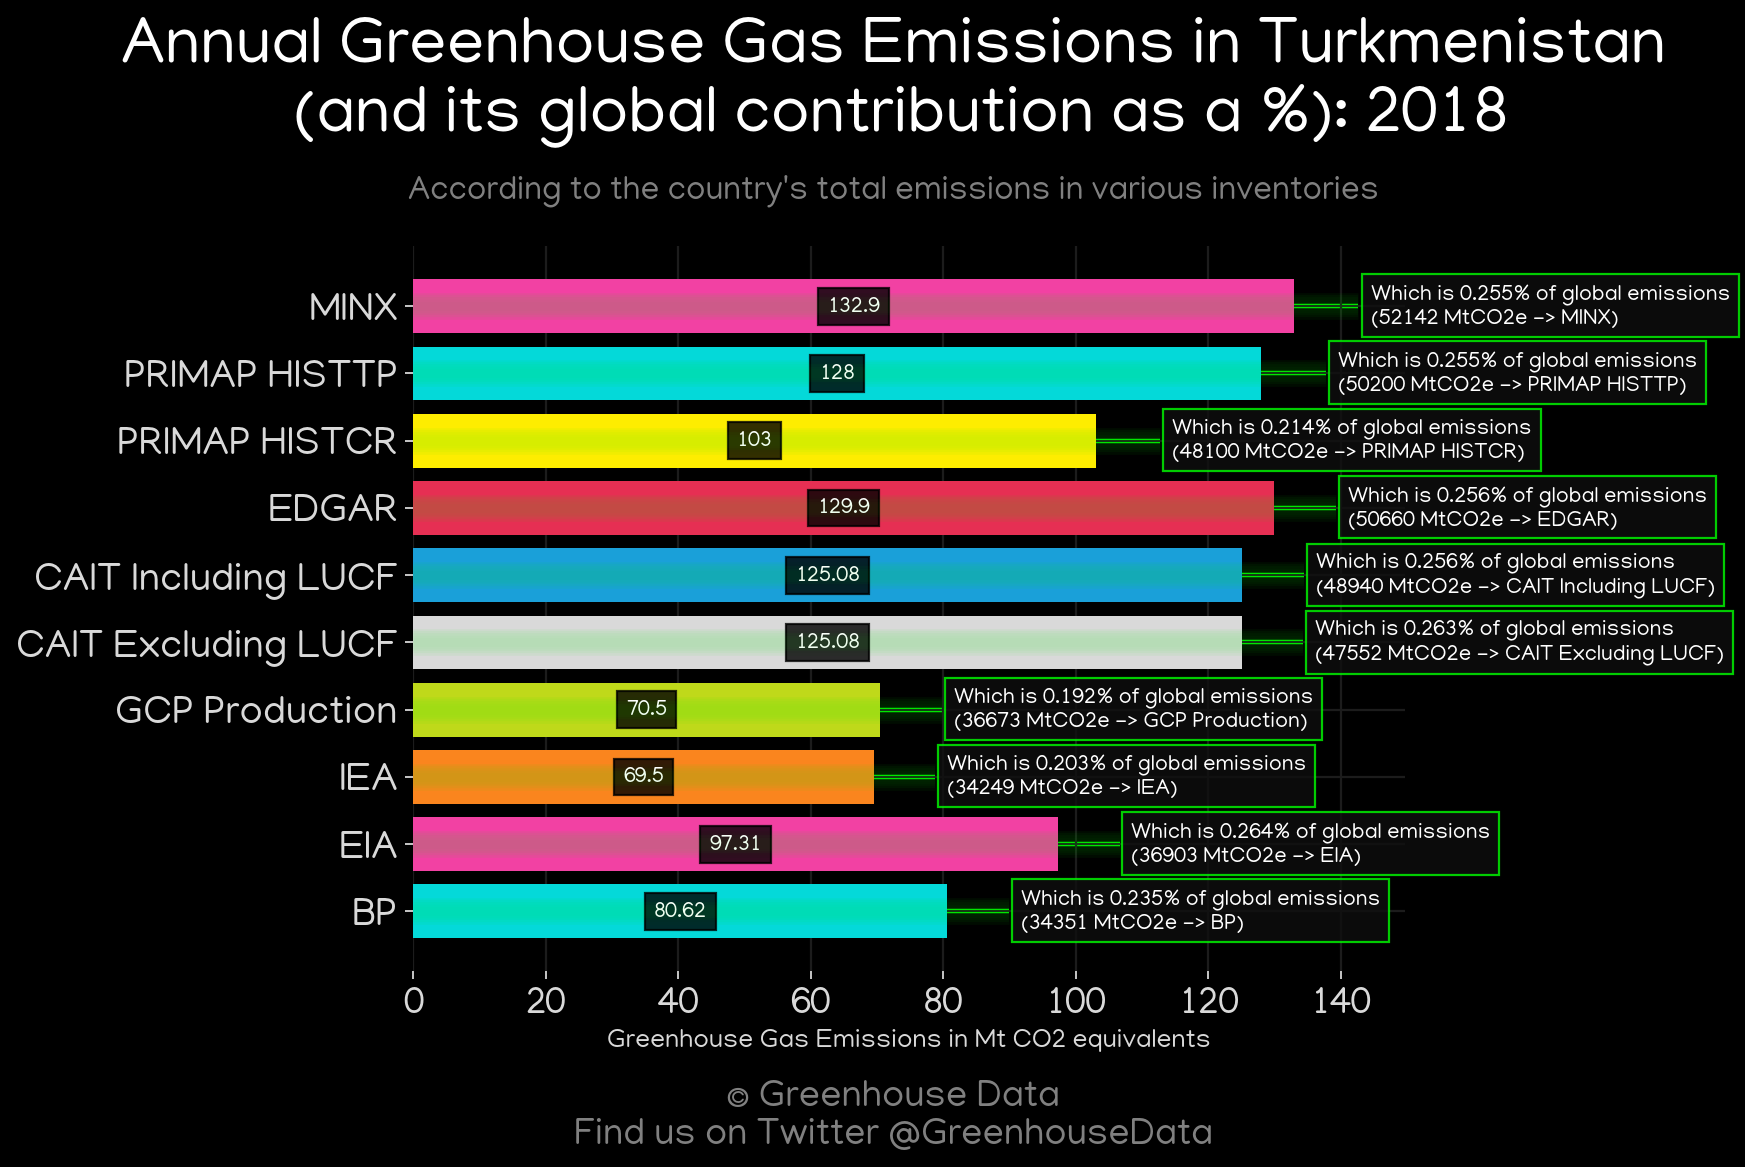 Annual Greenhouse Gas Emissions in Turkmenistan
(and its global contribution as a %): 2018
According to the country's total emissions in various inventories
MINX
132.9
Which is 0.255% of global emissions
(52142 MtCO2e -> MINX)
PRIMAP HISTTP
128
Which is 0.255% of global emissions
(50200 MtCO2e -> PRIMAP HISTTP)
PRIMAP HISTCR
103
Which is 0.214% of global emissions
(48100 MtCO2e -> PRIMAP HISTCR)
EDGAR
129.9
Which is 0.256% of global emissions
(50660 MtCO2e -> EDGAR)
CAIT Including LUCF
125.08
Which is 0.256% of global emissions
(48940 MtCO2e -> CAIT Including LUCF)
CAIT Excluding LUCF
125.08
Which is 0.263% of global emissions
(47552 MtCO2e -> CAIT Excluding LUCF)
GCP Production
70.5
Which is 0.192% of global emissions
(36673 MtCO2e -> GCP Production)
IEA
69.5
Which is 0.203% of global emissions
(34249 MtCO2e -> IEA)
EIA
97.31
Which is 0.264% of global emissions
(36903 MtCO2e -> EIA)
BP
80.62
Which is 0.235% of global emissions
(34351 MtCO2e -> BP)
0 20 40 60 80 100 120 140
Greenhouse Gas Emissions in Mt CO2 equivalents
© Greenhouse Data
Find us on Twitter @GreenhouseData